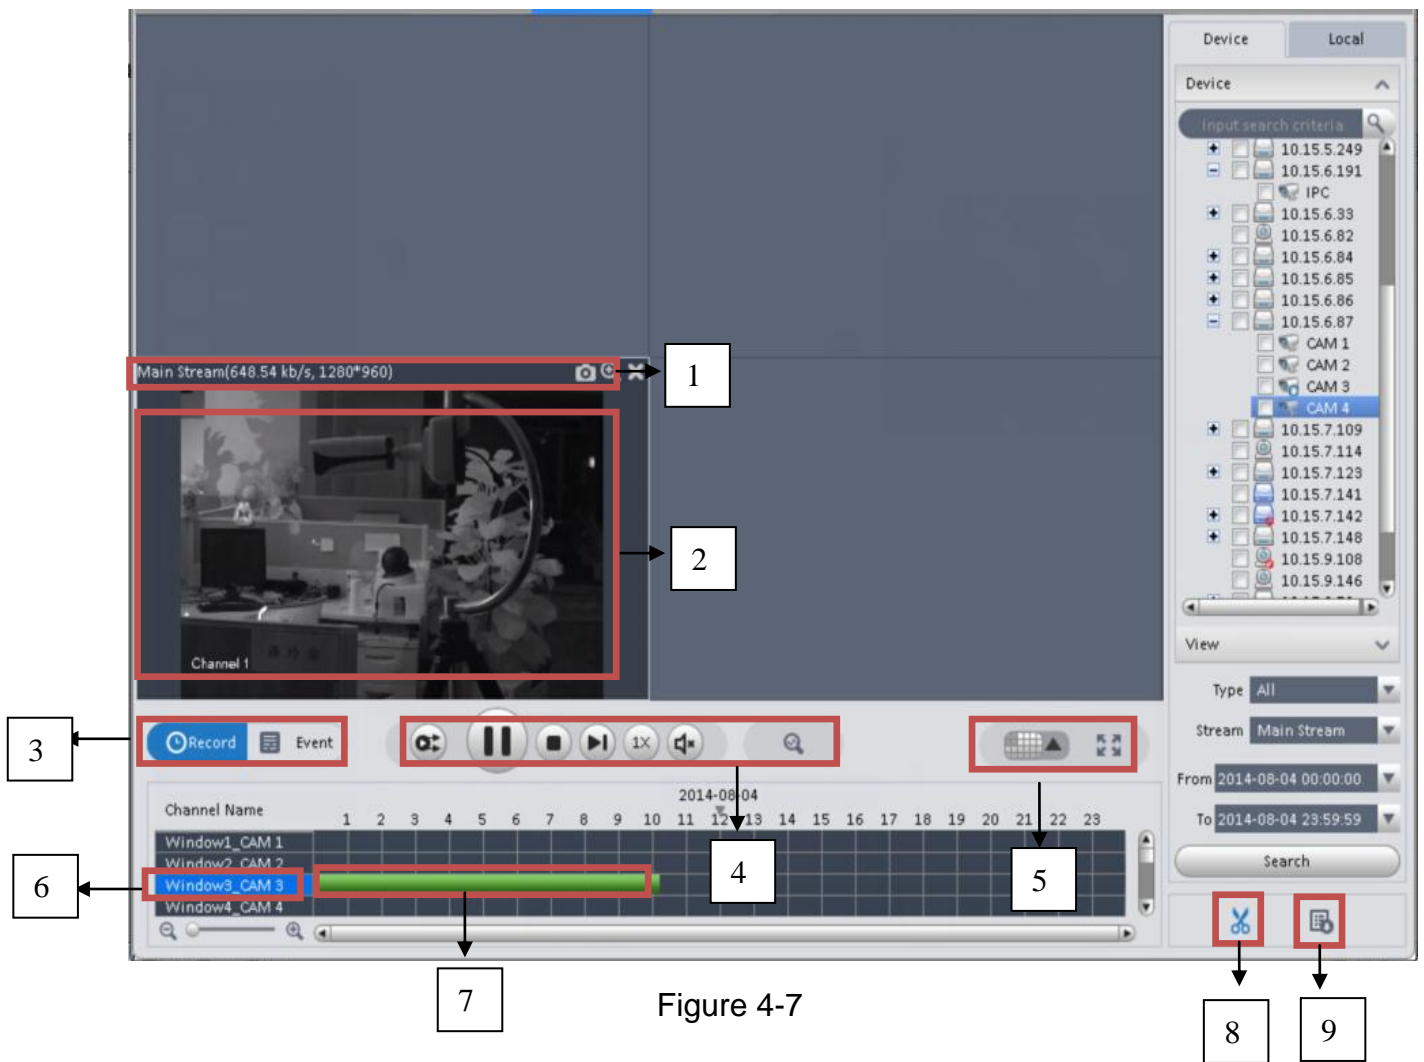 Device
Local
Device
Input search criteria
10.15.5.249
10.15.6.191
IPC
10.15.6.33
10.15.6.82
10.15.6.84
10.15.6.85
10.15.6.86
10.15.6.87
CAM 1
CAM 2
CAM 3
CAM 4
10.15.7.109
10.15.7.114
10.15.7.123
10.15.7.141
10.15.7.142
10.15.7.148
10.15.9.108
10.15.9.146
View
Type All
Stream Main Stream
From 2014-08-04 00:00:00
To 2014-08-04 23:59:59
Search
Main Stream(648.54 kb/s, 1280*960)
1
2
Channel 1
3
Record
Event
1X
2014-08-04
Channel Name
1 2 3 4 5 6 7 8 9 10 11 12 13 14 15 16 17 18 19 20 21 22 23
Window1_CAM 1
Window2_CAM 2
Window3_CAM 3
Window4_CAM 4
4
5
6
7
8
9
Figure 4-7